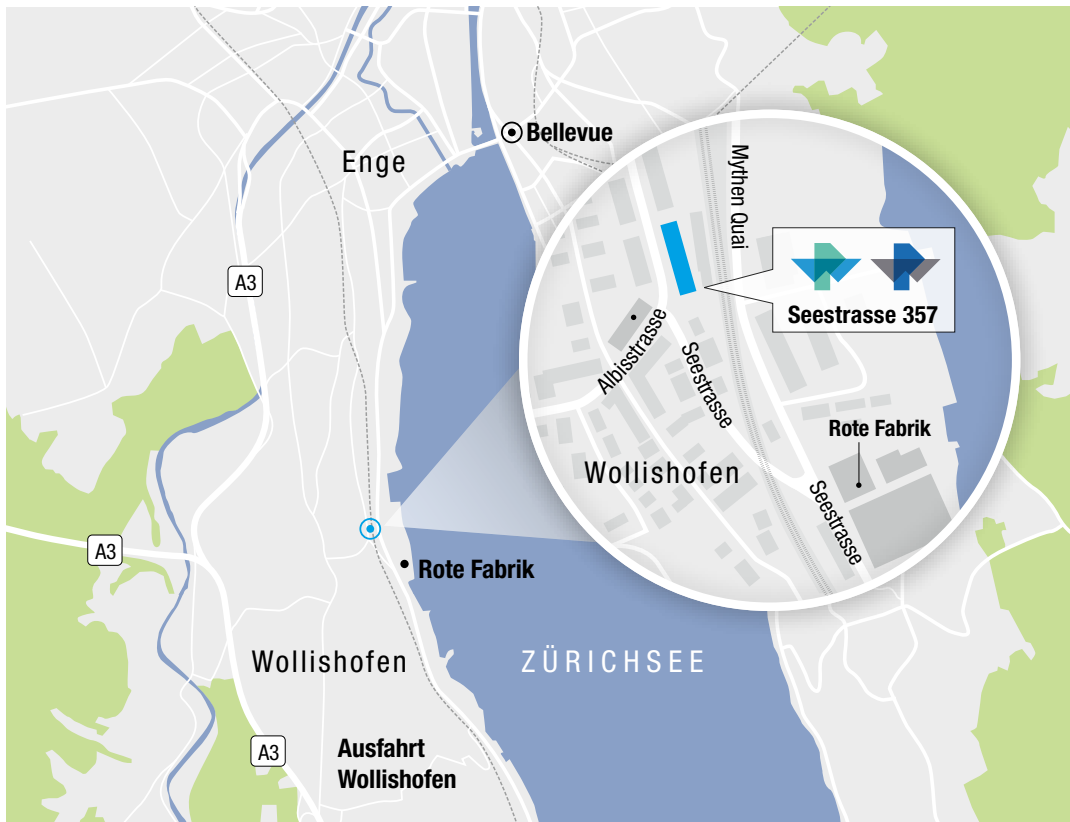 Bellevue
Enge
Mythen Quai
A3
Seestrasse 357
Albisstrasse
Seestrasse
Rote Fabrik
Wollishofen
Seestrasse
A3
Rote Fabrik
Wollishofen
ZÜRICHSEE
A3
Ausfahrt
Wollishofen